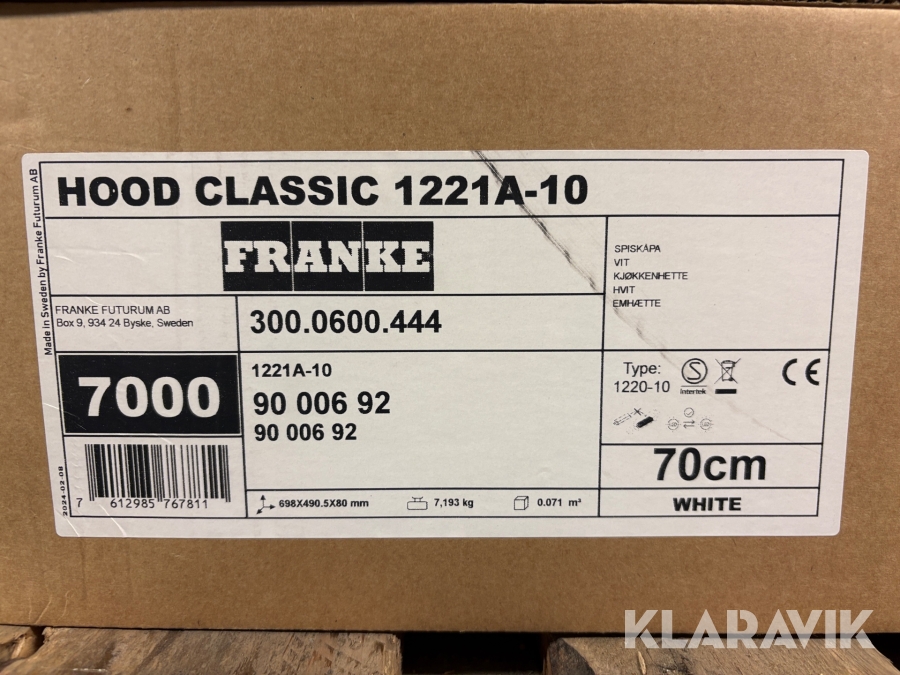 HOOD CLASSIC 1221A-10
Made in Sweden by Franke Futurum AB
FRANKE
SPISKÅPA
VIT
KJØKKENHETTE
HVIT
EMHÆTTE
FRANKE FUTURUM AB
Box 9, 934 24 Byske, Sweden
300.0600.444
7000
1221A-10
90 006 92
90 006 92
Type:
1220-10
S
Intertek
CE
70cm
WHITE
2024-02-08
7 612985 767811
698X490.5X80 mm
7,193 kg
0.071 m³
KLARAVIK